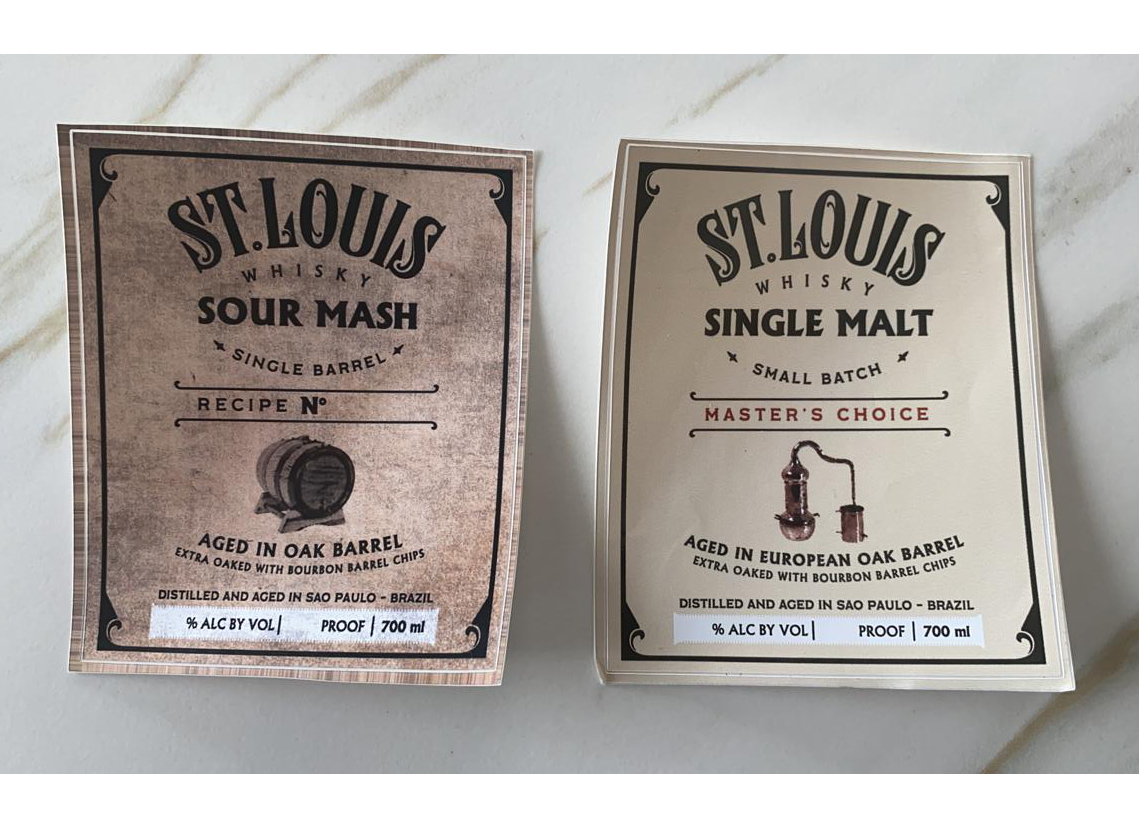 ST. LOUIS
WHISKY
SOUR MASH
SINGLE BARREL
RECIPE Nº
AGED IN OAK BARREL
EXTRA OAKED WITH BOURBON BARREL CHIPS
DISTILLED AND AGED IN SAO PAULO - BRAZIL
% ALC BY VOL | PROOF | 700 ml
ST. LOUIS
WHISKY
SINGLE MALT
SMALL BATCH
MASTER'S CHOICE
AGED IN EUROPEAN OAK BARREL
EXTRA OAKED WITH BOURBON BARREL CHIPS
DISTILLED AND AGED IN SAO PAULO - BRAZIL
% ALC BY VOL | PROOF | 700 ml